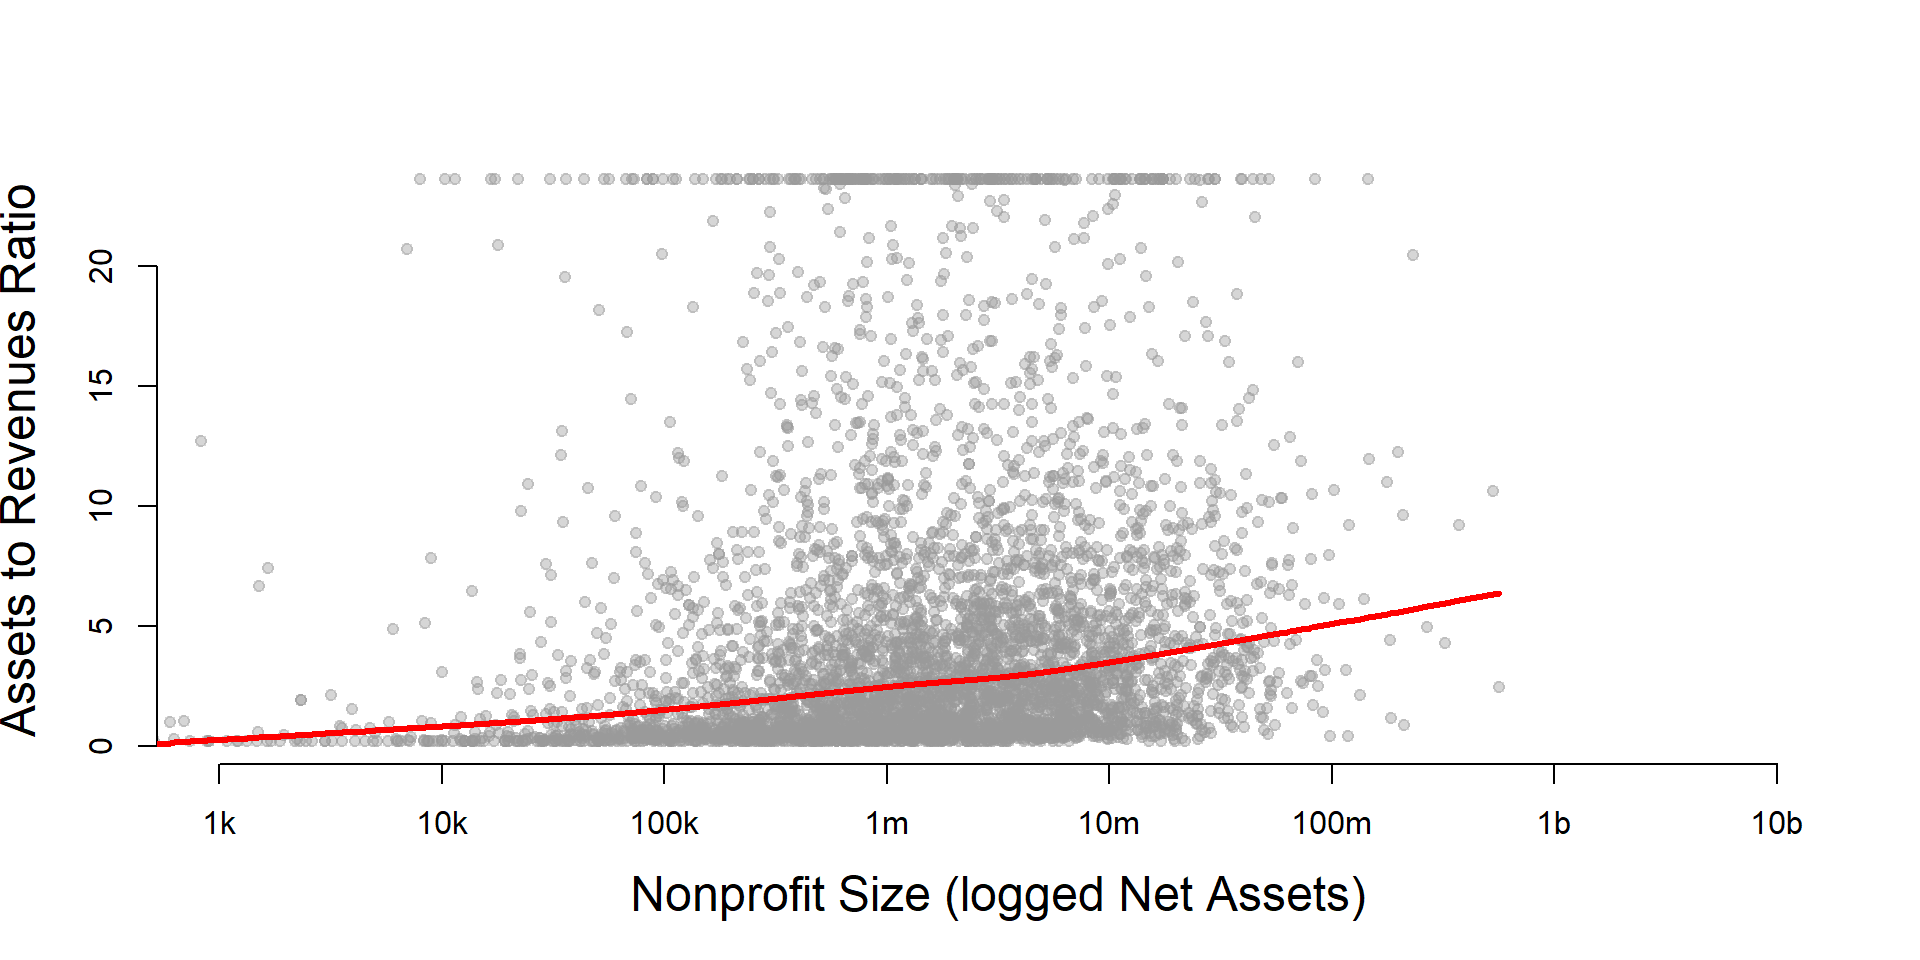 Assets to Revenues Ratio
20
15
10
5
0
1k 10k 100k 1m 10m 100m 1b 10b
Nonprofit Size (logged Net Assets)